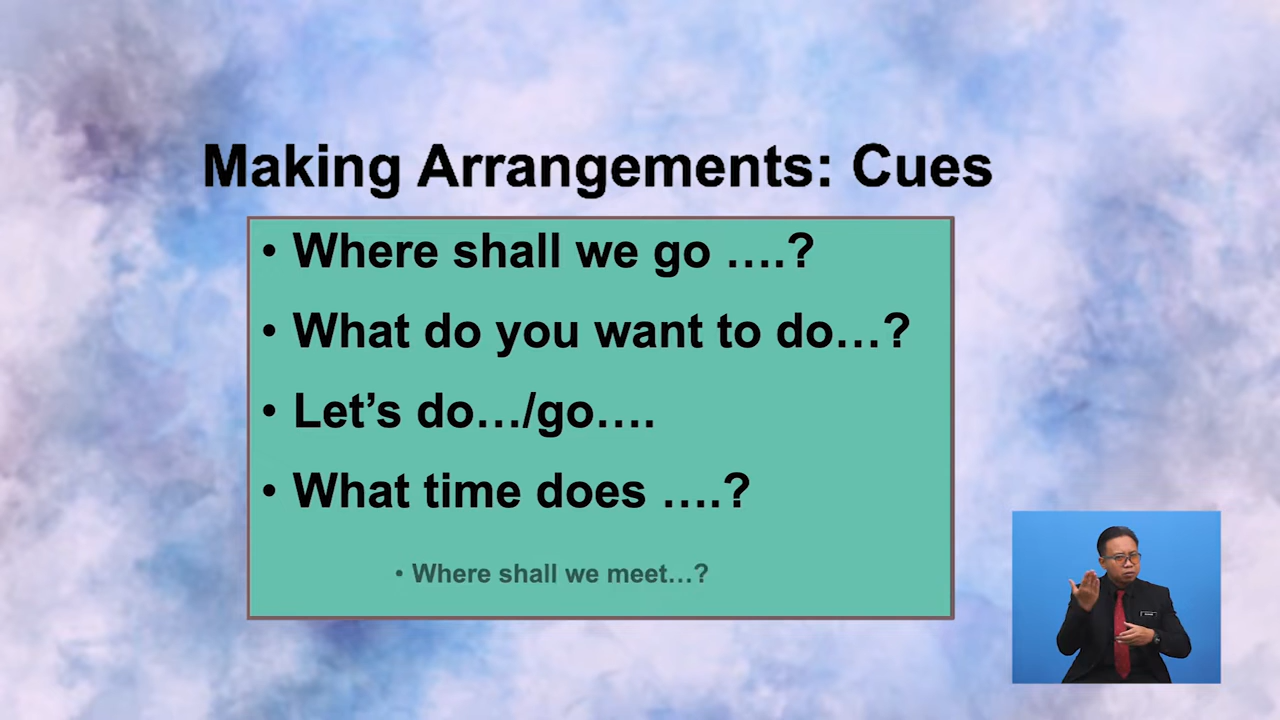 Making Arrangements: Cues
• Where shall we go ….?
• What do you want to do…?
• Let’s do…/go….
• What time does ….?
• Where shall we meet…?